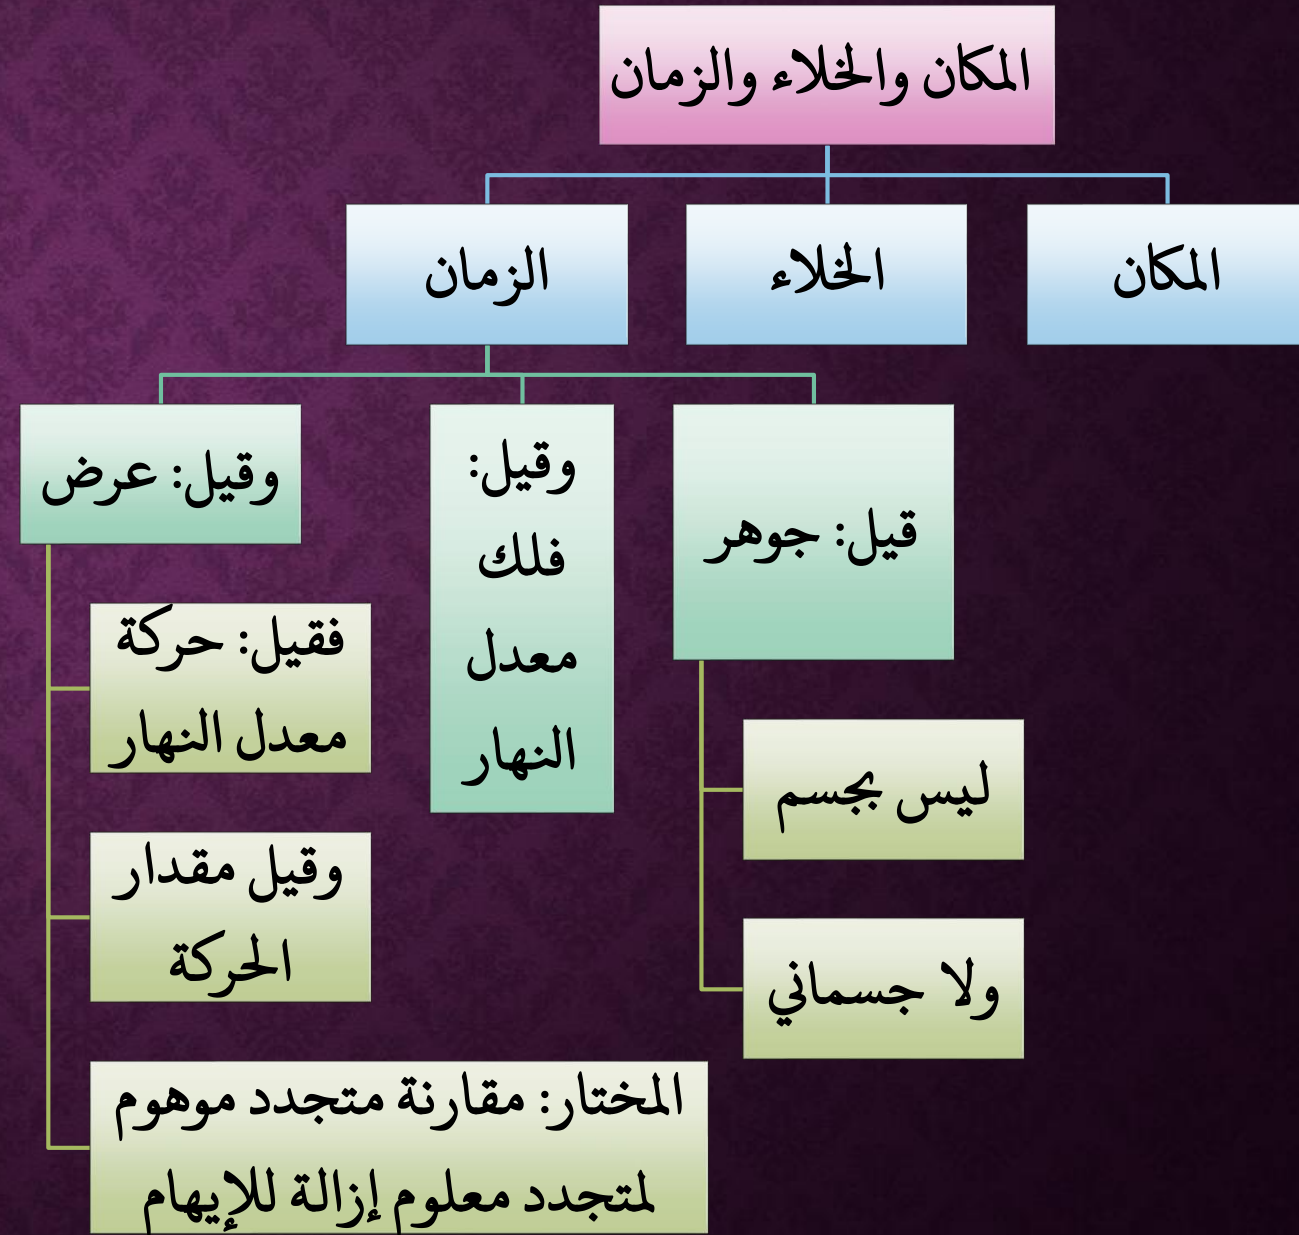 المكان والخلاء والزمان
المكان
الخلاء
الزمان
قيل: جوهر
ليس بجسم
ولا جسماني
وقيل:
فلك
معدل
النهار
وقيل: عرض
فقيل: حركة
معدل النهار
وقيل مقدار
الحركة
المختار: مقارنة متجدد موهوم
لمتجدد معلوم إزالة للإيهام